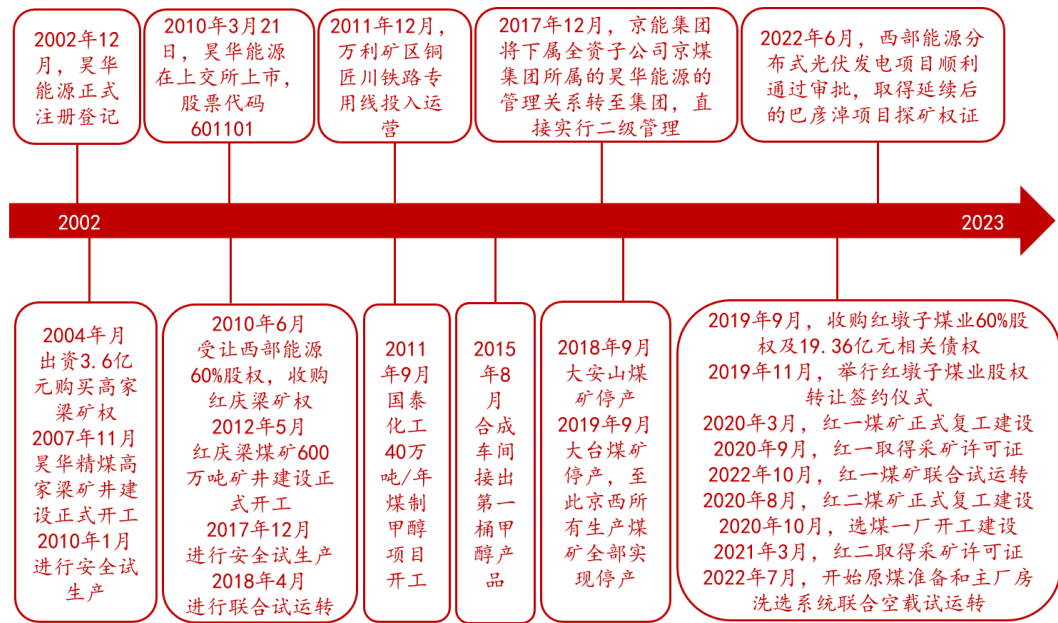 2002年12
月，昊华
能源正式
注册登记
2010年3月21
日，昊华能源
在上交所上市，
股票代码
601101
2011年12月，
万利矿区铜
匠川铁路专
用线投入运
营
2017年12月，京能集团
将下属全资子公司京煤
集团所属的昊华能源的
管理关系转至集团，直
接实行二级管理
2022年6月，西部能源分
布式光伏发电项目顺利
通过审批，取得延续后
的巴彦淖项目探矿权证
2002
2023
2004年月
出资3.6亿
元购买高家
梁矿权
2007年11月
昊华精煤高
家梁矿井建
设正式开工
2010年1月
进行安全试
生产
2010年6月
受让西部能源
60%股权，收购
红庆梁矿权
2012年5月
红庆梁煤矿600
万吨矿井建设正
式开工
2017年12月
进行安全试生产
2018年4月
进行联合试运转
2011
年9月
国泰
化工
40万
吨/年
煤制
甲醇
项目
开工
2015
年8
月
合成
车间
接出
第一
桶甲
醇产
品
2018年9月
大安山煤
矿停产
2019年9月
大台煤矿
停产，至
此京西所
有生产煤
矿全部实
现停产
2019年9月，收购红墩子煤业60%股
权及19.36亿元相关债权
2019年11月，举行红墩子煤业股权
转让签约仪式
2020年3月，红一煤矿正式复工建设
2020年9月，红一取得采矿许可证
2022年10月，红一煤矿联合试运转
2020年8月，红二煤矿正式复工建设
2020年10月，选煤一厂开工建设
2021年3月，红二取得采矿许可证
2022年7月，开始原煤准备和主厂房
洗选系统联合空载试运转